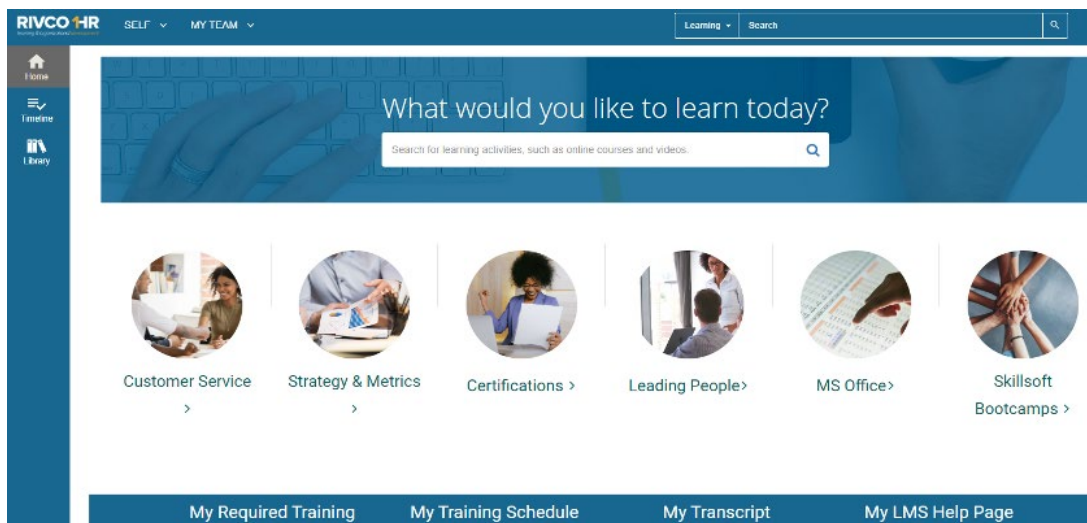 RIVCO 1HR
SELF
MY TEAM
Learning
Search
Home
Timeline
Library
What would you like to learn today?
Search for learning activities, such as online courses and videos.
Customer Service
>
Strategy & Metrics
>
Certifications >
Leading People>
MS Office>
Skillsoft
Bootcamps >
My Required Training
My Training Schedule
My Transcript
My LMS Help Page